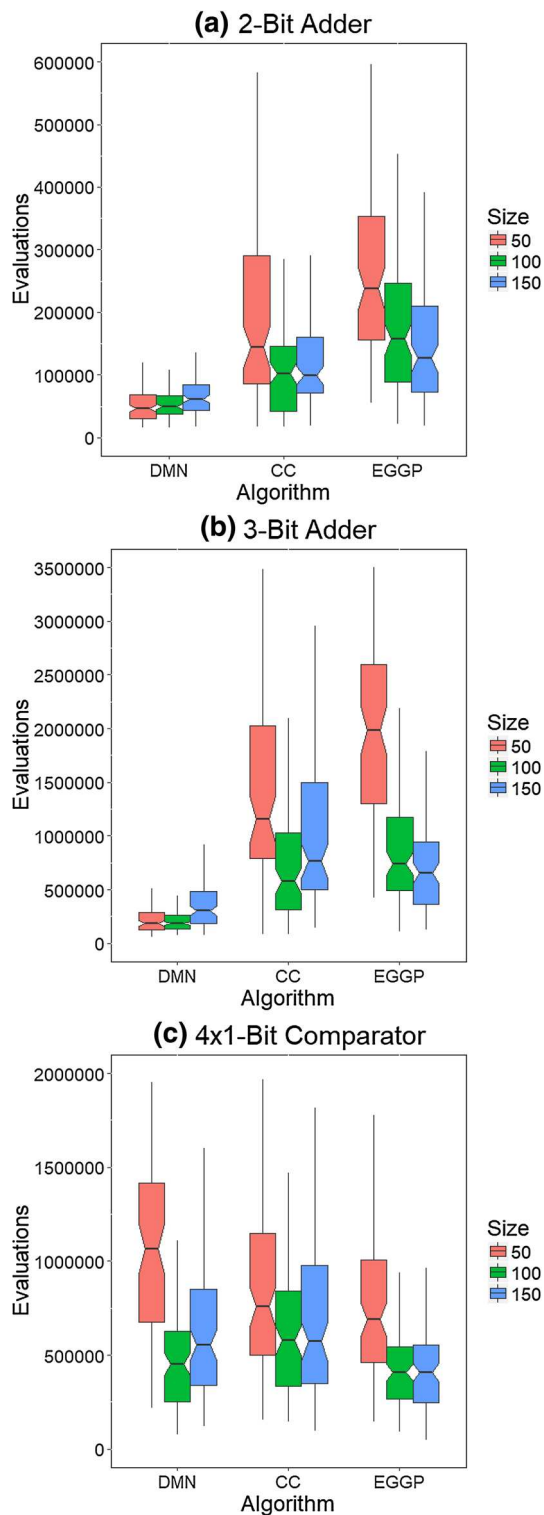 (a) 2-Bit Adder
600000
500000
400000
300000
200000
100000
0
Evaluations
DMN CC EGGP
Algorithm
Size
50
100
150
(b) 3-Bit Adder
3500000
3000000
2500000
2000000
1500000
1000000
500000
0
Evaluations
DMN CC EGGP
Algorithm
Size
50
100
150
(c) 4x1-Bit Comparator
2000000
1500000
1000000
500000
0
Evaluations
DMN CC EGGP
Algorithm
Size
50
100
150